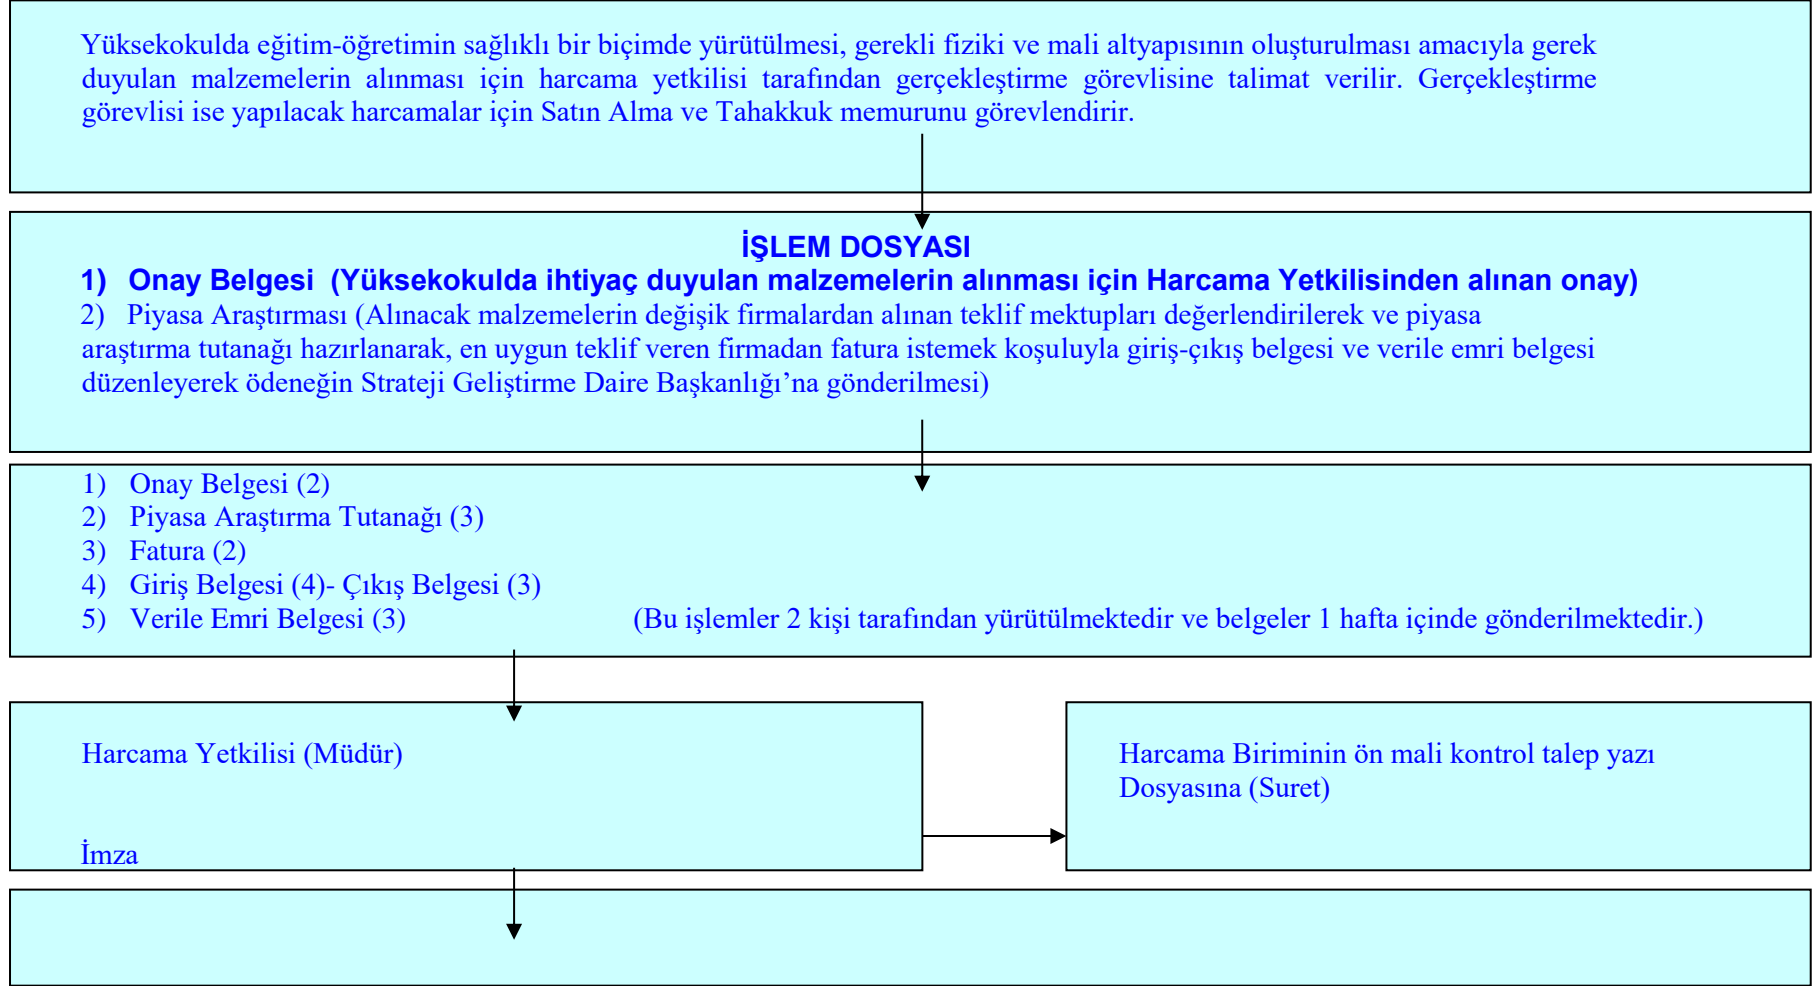 Yüksekokulda eğitim-öğretimin sağlıklı bir biçimde yürütülmesi, gerekli fiziki ve mali altyapısının oluşturulması amacıyla gerek
duyulan malzemelerin alınması için harcama yetkilisi tarafından gerçekleştirme görevlisine talimat verilir. Gerçekleştirme
görevlisi ise yapılacak harcamalar için Satın Alma ve Tahakkuk memurunu görevlendirir.
İŞLEM DOSYASI
1) Onay Belgesi (Yüksekokulda ihtiyaç duyulan malzemelerin alınması için Harcama Yetkilisinden alınan onay)
2) Piyasa Araştırması (Alınacak malzemelerin değişik firmalardan alınan teklif mektupları değerlendirilerek ve piyasa
araştırma tutanağı hazırlanarak, en uygun teklif veren firmadan fatura istemek koşuluyla giriş-çıkış belgesi ve verile emri belgesi
düzenleyerek ödeneğin Strateji Geliştirme Daire Başkanlığı’na gönderilmesi)
1) Onay Belgesi (2)
2) Piyasa Araştırma Tutanağı (3)
3) Fatura (2)
4) Giriş Belgesi (4)- Çıkış Belgesi (3)
5) Verile Emri Belgesi (3) (Bu işlemler 2 kişi tarafından yürütülmektedir ve belgeler 1 hafta içinde gönderilmektedir.)
Harcama Yetkilisi (Müdür)
İmza
Harcama Biriminin ön mali kontrol talep yazı
Dosyasına (Suret)